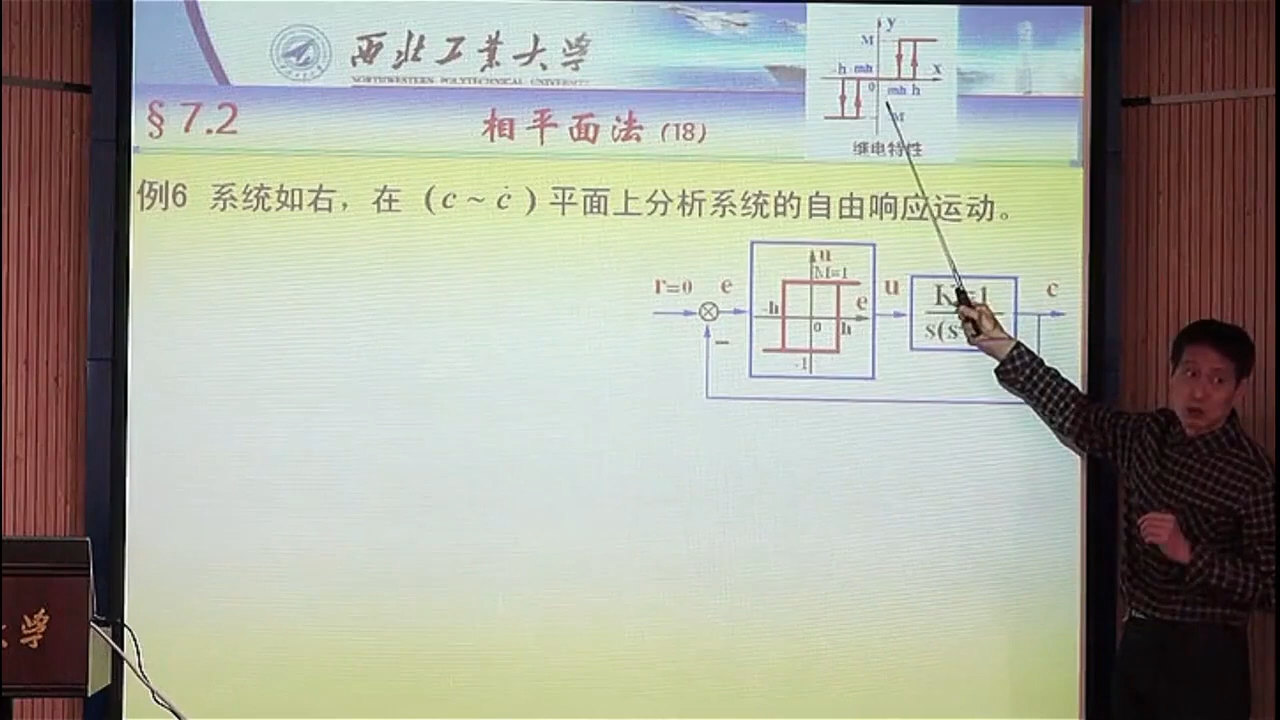 西北工业大学
NORTHWESTERN POLYTECHNICAL UNIVERSITY
y
M
-h -mh
x
0
mh h
-M
继电特性
§7.2 相平面法 (18)
例6 系统如右，在 (c ~ ċ) 平面上分析系统的自由响应运动。
r=0 e
u
M=1
-h
e
0
h
-1
u
K=1
s(s
c
−
学